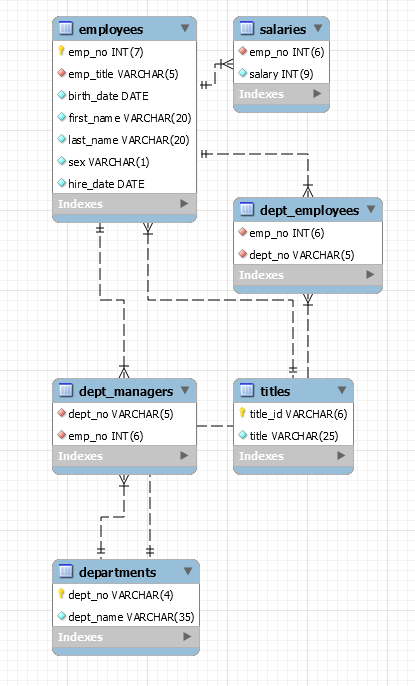 employees
emp_no INT(7)
emp_title VARCHAR(5)
birth_date DATE
first_name VARCHAR(20)
last_name VARCHAR(20)
sex VARCHAR(1)
hire_date DATE
Indexes
salaries
emp_no INT(6)
salary INT(9)
Indexes
dept_employees
emp_no INT(6)
dept_no VARCHAR(5)
Indexes
dept_managers
dept_no VARCHAR(5)
emp_no INT(6)
Indexes
titles
title_id VARCHAR(6)
title VARCHAR(25)
Indexes
departments
dept_no VARCHAR(4)
dept_name VARCHAR(35)
Indexes